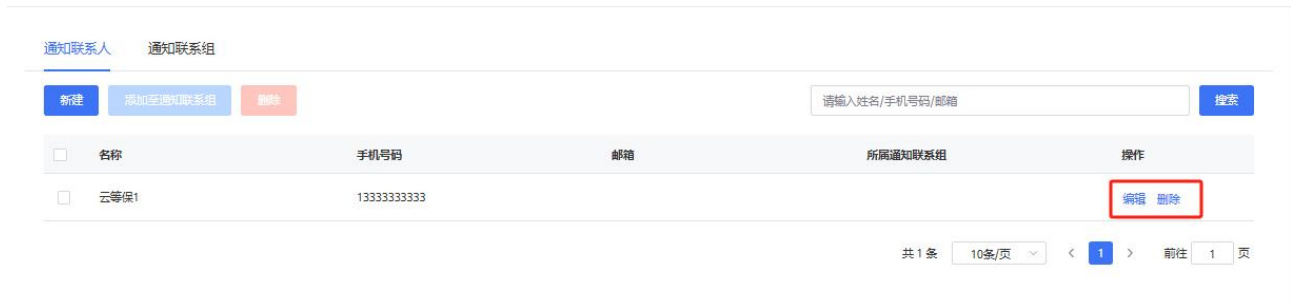 通知联系人 通知联系组
新建 添加至通知联系组 删除 请输入姓名/手机号码/邮箱 搜索
名称 手机号码 邮箱 所属通知联系组 操作
云等保1 13333333333 编辑 删除
共 1 条 10条/页 < 1 > 前往 1 页